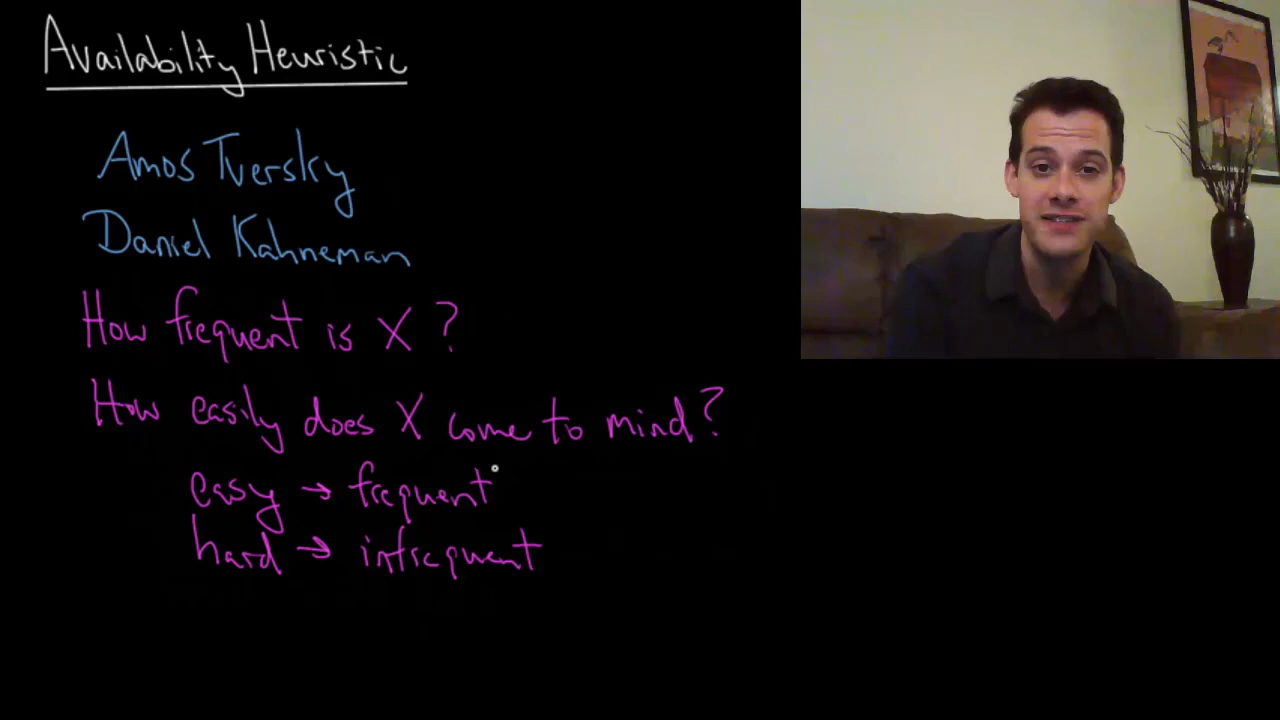 Availability Heuristic
Amos Tversky
Daniel Kahneman
How frequent is X?
How easily does X come to mind?
easy → frequent
hard → infrequent